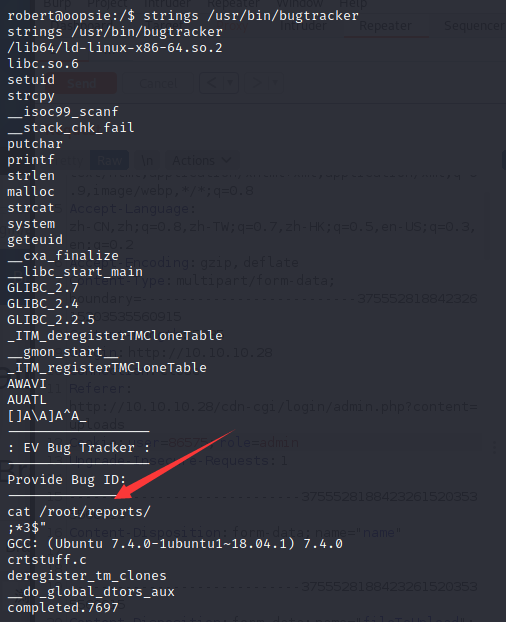 robert@oopsie:/$ strings /usr/bin/bugtracker
strings /usr/bin/bugtracker
/lib64/ld-linux-x86-64.so.2
libc.so.6
setuid
strcpy
__isoc99_scanf
__stack_chk_fail
putchar
printf
strlen
malloc
strcat
system
geteuid
__cxa_finalize
__libc_start_main
GLIBC_2.7
GLIBC_2.4
GLIBC_2.2.5
_ITM_deregisterTMCloneTable
__gmon_start__
_ITM_registerTMCloneTable
AWAVI
AUATL
[]A\A]A^A_
------------------
: EV Bug Tracker :
------------------
Provide Bug ID:
---------------
cat /root/reports/
;*3$"
GCC: (Ubuntu 7.4.0-1ubuntu1~18.04.1) 7.4.0
crtstuff.c
deregister_tm_clones
__do_global_dtors_aux
completed.7697